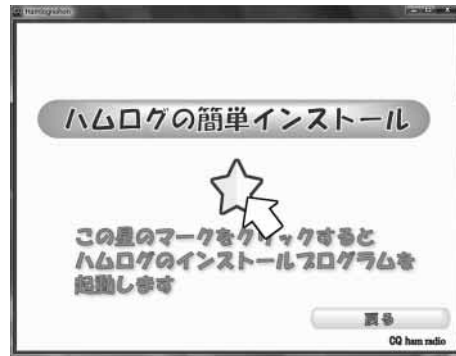 ハムログの簡単インストール
この星のマークをクリックすると
ハムログのインストールプログラムを
起動します
戻る
CQ ham radio